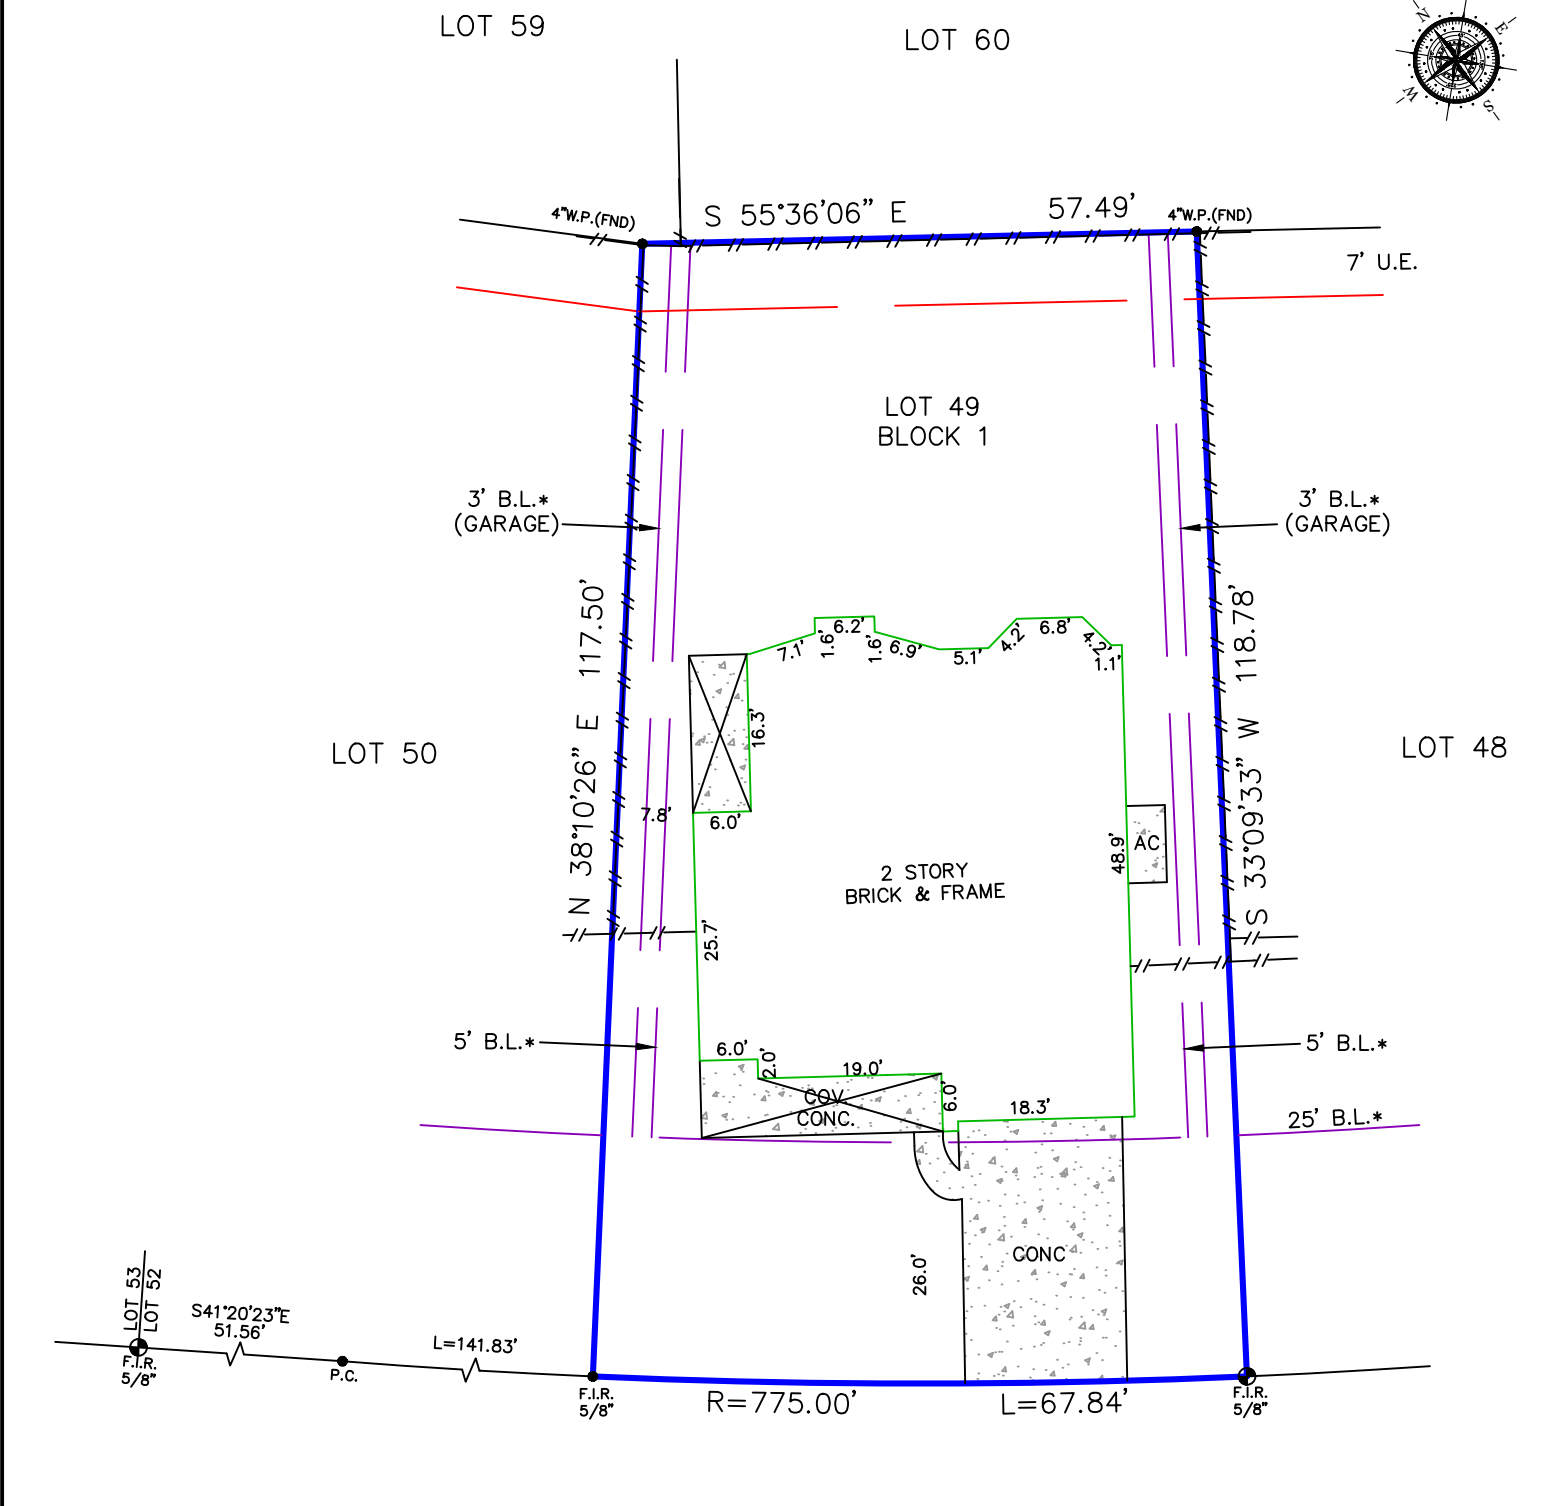 LOT 59
LOT 60
N
E
W
S
4"W.P.(FND)
S 55°36'06" E
57.49'
4"W.P.(FND)
7' U.E.
LOT 49
BLOCK 1
3' B.L.*
(GARAGE)
3' B.L.*
(GARAGE)
N 38°10'26" E 117.50'
S 33°09'33" W 118.78'
7.1'
1.6'
6.2'
1.6'
6.9'
5.1'
4.2'
6.8'
4.2'
1.1'
16.3'
LOT 50
LOT 48
7.8'
6.0'
48.9'
AC
2 STORY
BRICK & FRAME
25.7'
5' B.L.*
5' B.L.*
6.0'
2.0'
19.0'
COV.
CONC.
6.0'
18.3'
25' B.L.*
26.0'
CONC
LOT 53
LOT 52
S41°20'23"E
51.56'
L=141.83'
F.I.R.
5/8"
P.C.
F.I.R.
5/8"
R=775.00'
L=67.84'
F.I.R.
5/8"